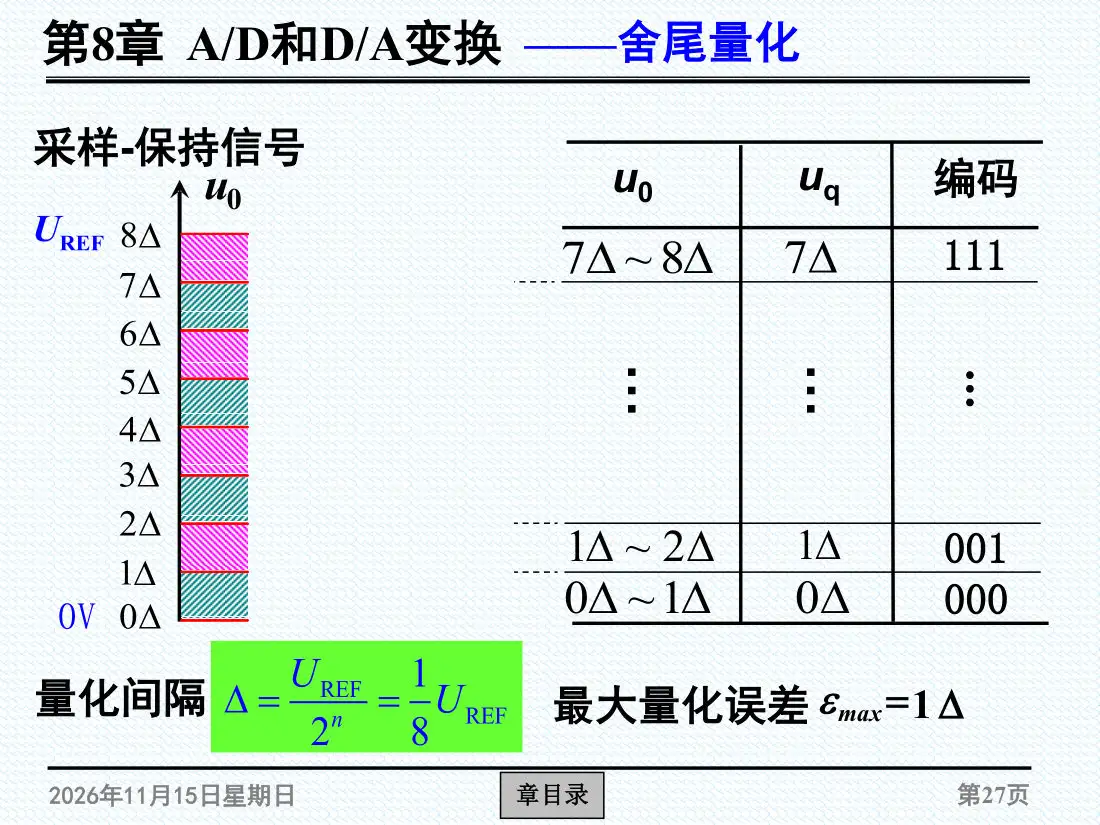 第8章 A/D和D/A变换 ——舍尾量化
采样-保持信号
u0
UREF 8Δ
7Δ
6Δ
5Δ
4Δ
3Δ
2Δ
1Δ
0V 0Δ
u0 uq 编码
7Δ ~ 8Δ 7Δ 111
⋮ ⋮ ⋮
1Δ ~ 2Δ 1Δ 001
0Δ ~ 1Δ 0Δ 000
量化间隔 Δ = UREF / 2^n = 1/8 UREF
最大量化误差 εmax=1Δ
2026年11月15日星期日 章目录 第27页